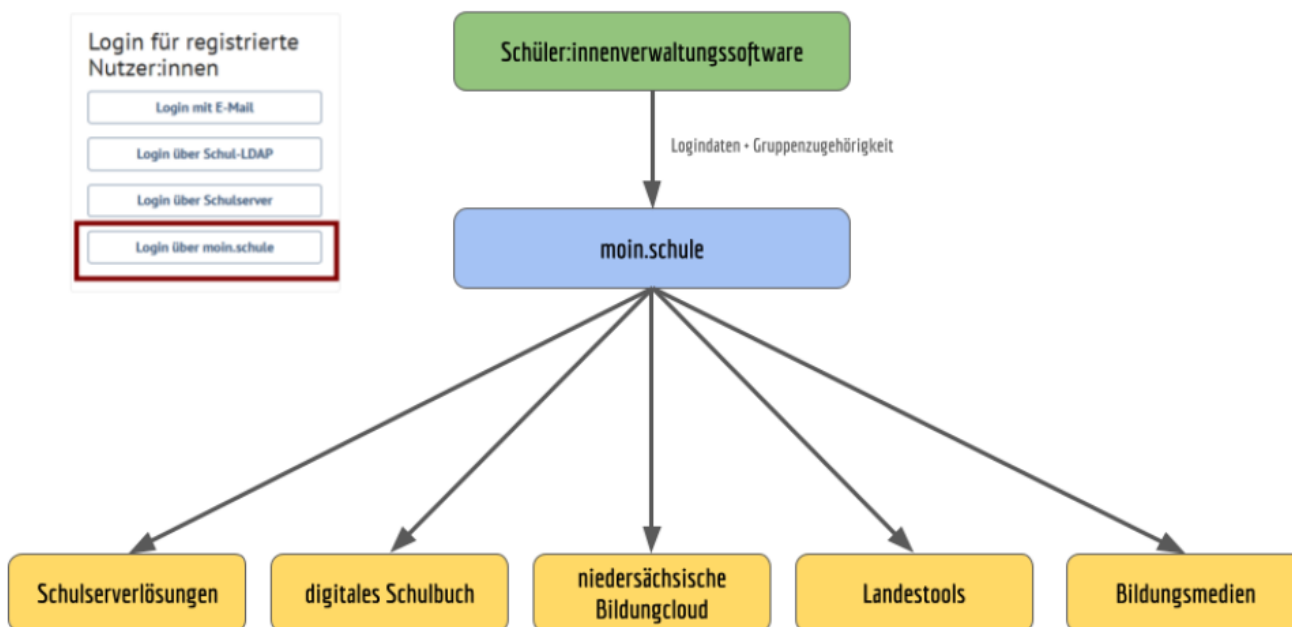 Login für registrierte
Nutzer:innen
Login mit E-Mail
Login über Schul-LDAP
Login über Schulserver
Login über moin.schule
Schüler:innenverwaltungssoftware
Logindaten + Gruppenzugehörigkeit
moin.schule
Schulserverlösungen
digitales Schulbuch
niedersächsische
Bildungcloud
Landestools
Bildungsmedien